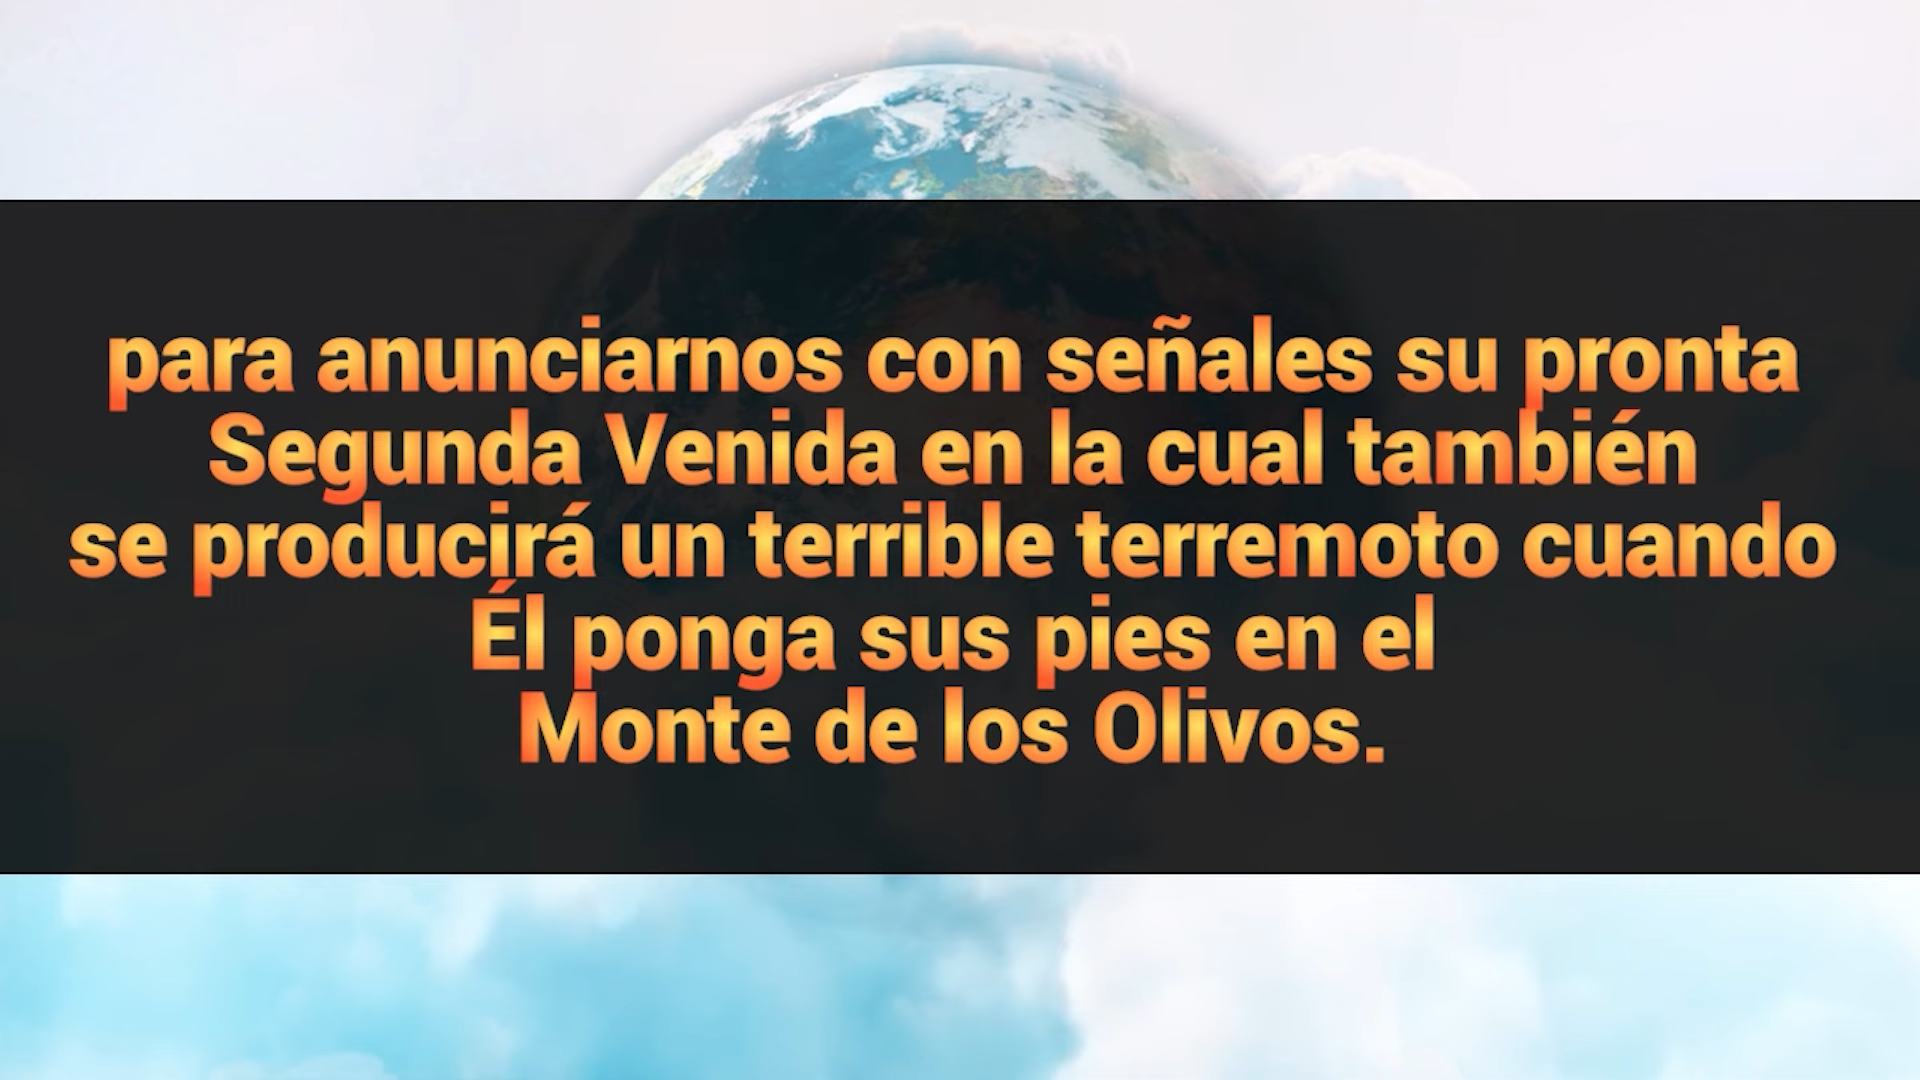 para anunciarnos con señales su pronta
Segunda Venida en la cual también
se producirá un terrible terremoto cuando
Él ponga sus pies en el
Monte de los Olivos.